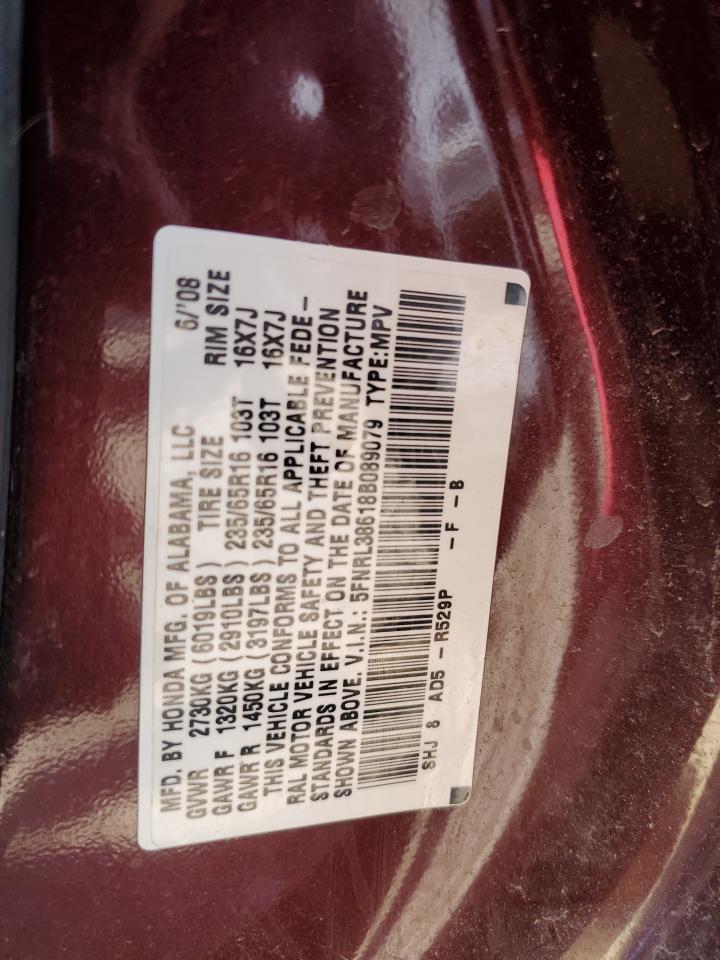 MFD. BY HONDA MFG. OF ALABAMA, LLC 6/'08
GVWR 2730KG (6019LBS) TIRE SIZE RIM SIZE
GAWR F 1320KG (2910LBS) 235/65R16 103T 16X7J
GAWR R 1450KG (3197LBS) 235/65R16 103T 16X7J
THIS VEHICLE CONFORMS TO ALL APPLICABLE FEDE-
RAL MOTOR VEHICLE SAFETY AND THEFT PREVENTION
STANDARDS IN EFFECT ON THE DATE OF MANUFACTURE
SHOWN ABOVE. V.I.N.: 5FNRL38618B089079 TYPE:MPV
SHJ 8 AD5 -R529P -F -B